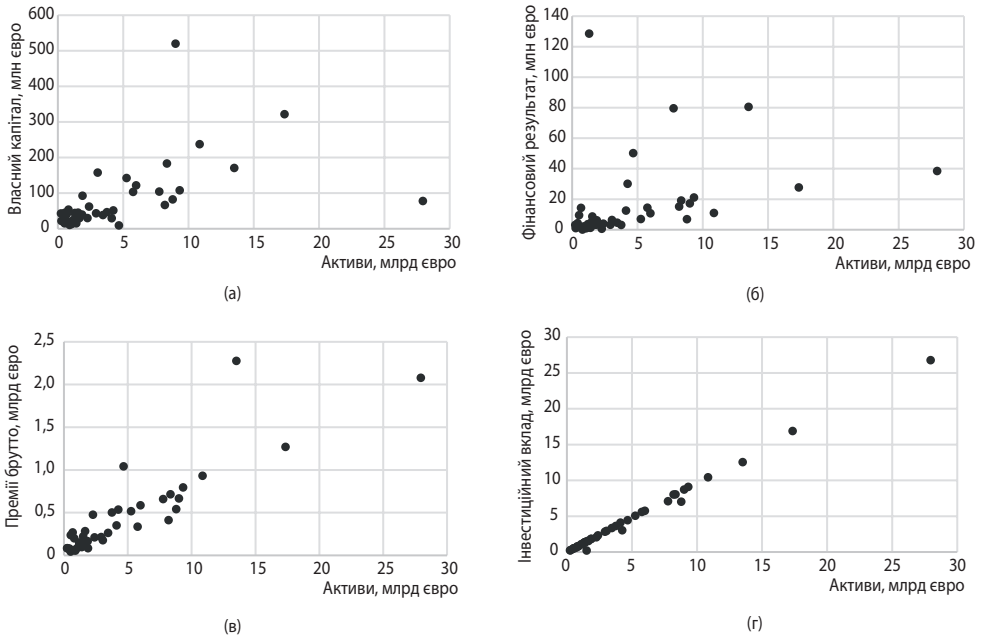 Власний капітал, млн євро
600
500
400
300
200
100
0
0 5 10 15 20 25 30
Активи, млрд євро
(а)
Фінансовий результат, млн євро
140
120
100
80
60
40
20
0
0 5 10 15 20 25 30
Активи, млрд євро
(б)
Премії брутто, млрд євро
2,5
2,0
1,5
1,0
0,5
0
0 5 10 15 20 25 30
Активи, млрд євро
(в)
Інвестиційний вклад, млрд євро
30
25
20
15
10
5
0
0 5 10 15 20 25 30
Активи, млрд євро
(г)